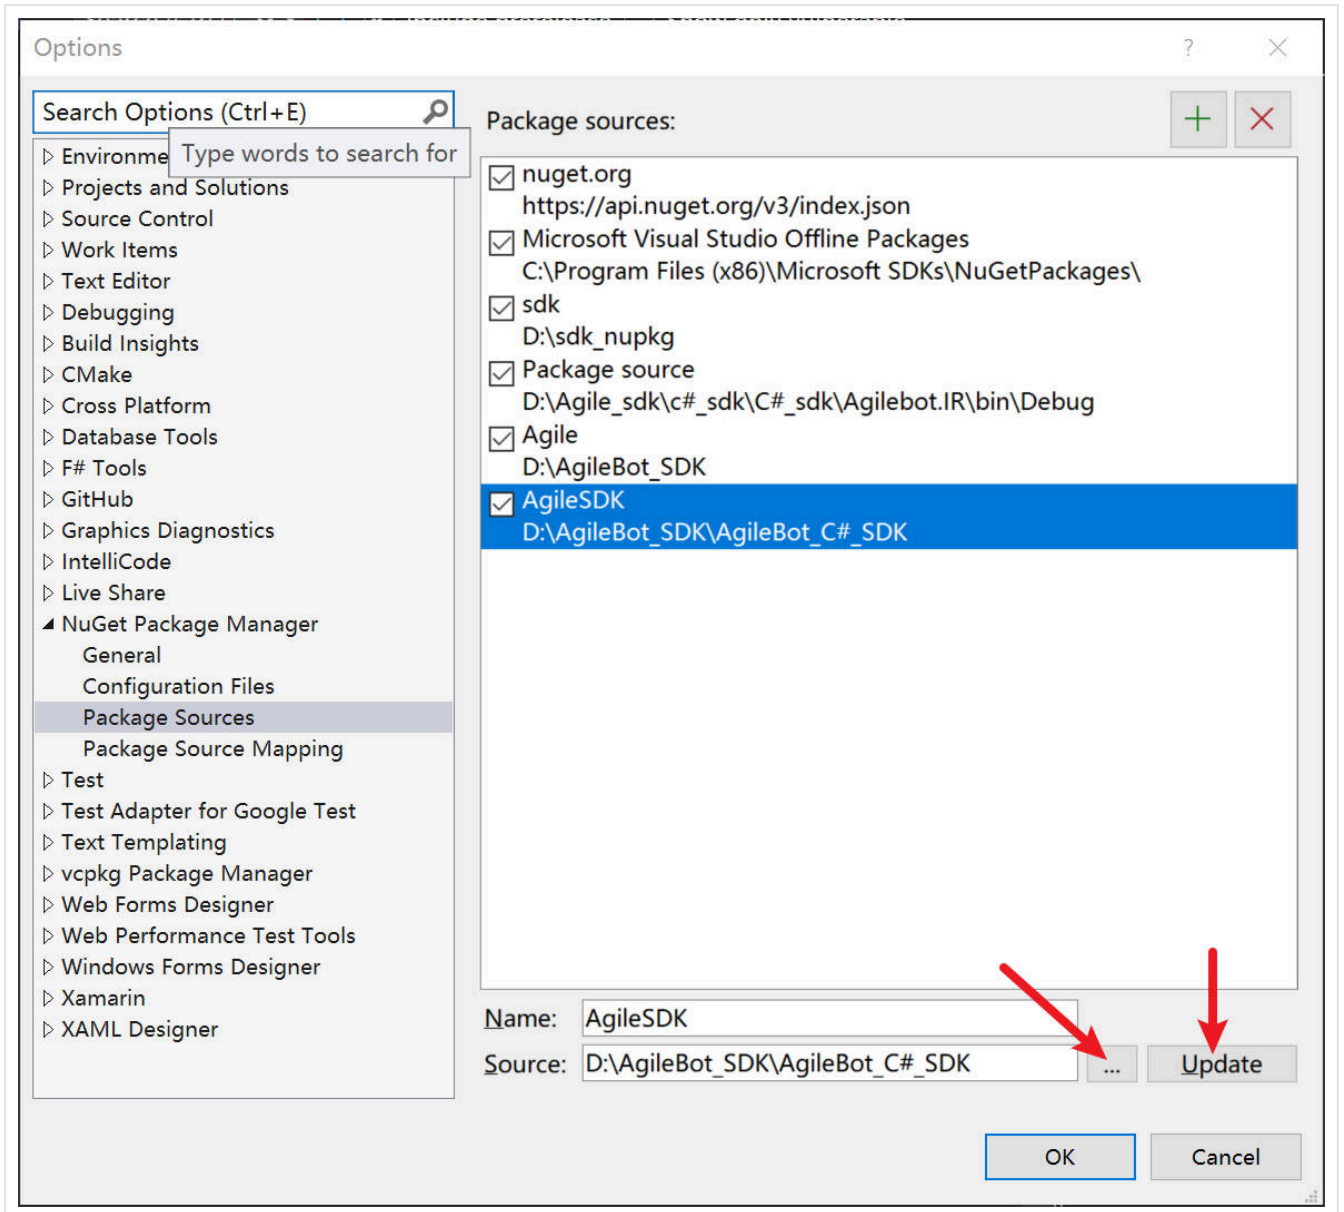 Options
?
Search Options (Ctrl+E)
Type words to search for
Environme
Projects and Solutions
Source Control
Work Items
Text Editor
Debugging
Build Insights
CMake
Cross Platform
Database Tools
F# Tools
GitHub
Graphics Diagnostics
IntelliCode
Live Share
NuGet Package Manager
General
Configuration Files
Package Sources
Package Source Mapping
Test
Test Adapter for Google Test
Text Templating
vcpkg Package Manager
Web Forms Designer
Web Performance Test Tools
Windows Forms Designer
Xamarin
XAML Designer
Package sources:
nuget.org
https://api.nuget.org/v3/index.json
Microsoft Visual Studio Offline Packages
C:\Program Files (x86)\Microsoft SDKs\NuGetPackages\
sdk
D:\sdk_nupkg
Package source
D:\Agile_sdk\c#_sdk\C#_sdk\Agilebot.IR\bin\Debug
Agile
D:\AgileBot_SDK
AgileSDK
D:\AgileBot_SDK\AgileBot_C#_SDK
Name: AgileSDK
Source: D:\AgileBot_SDK\AgileBot_C#_SDK ... Update
OK Cancel